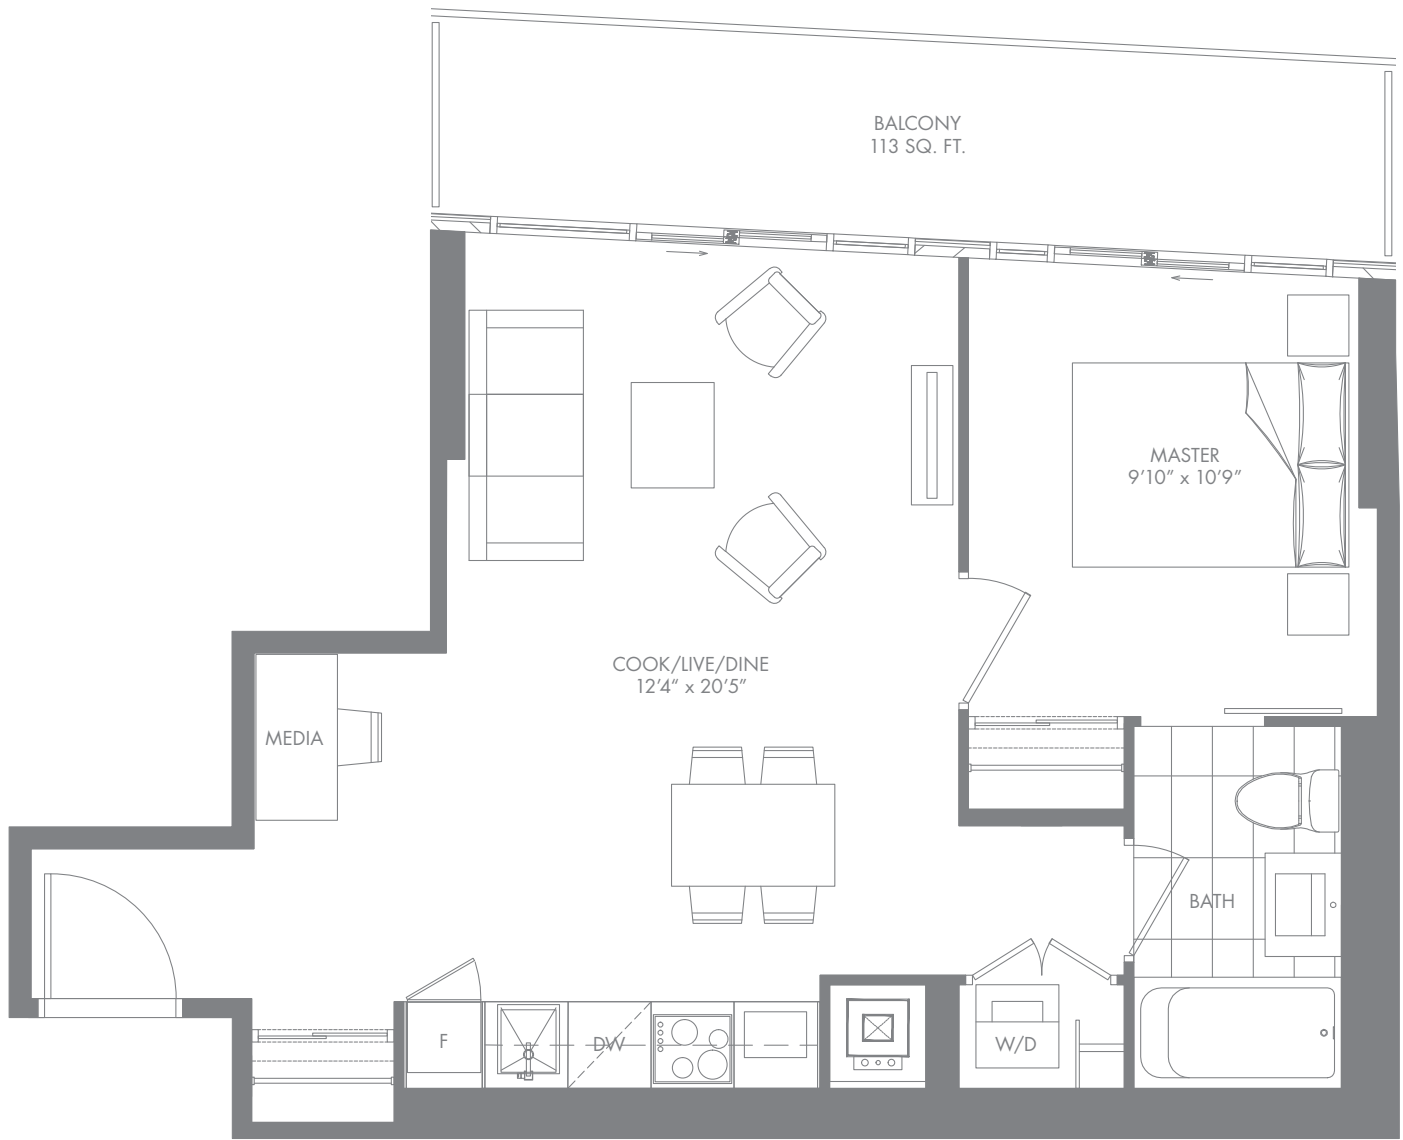 BALCONY
113 SQ. FT.
MASTER
9’10” x 10’9”
COOK/LIVE/DINE
12’4“ x 20’5”
MEDIA
BATH
F
DW
W/D